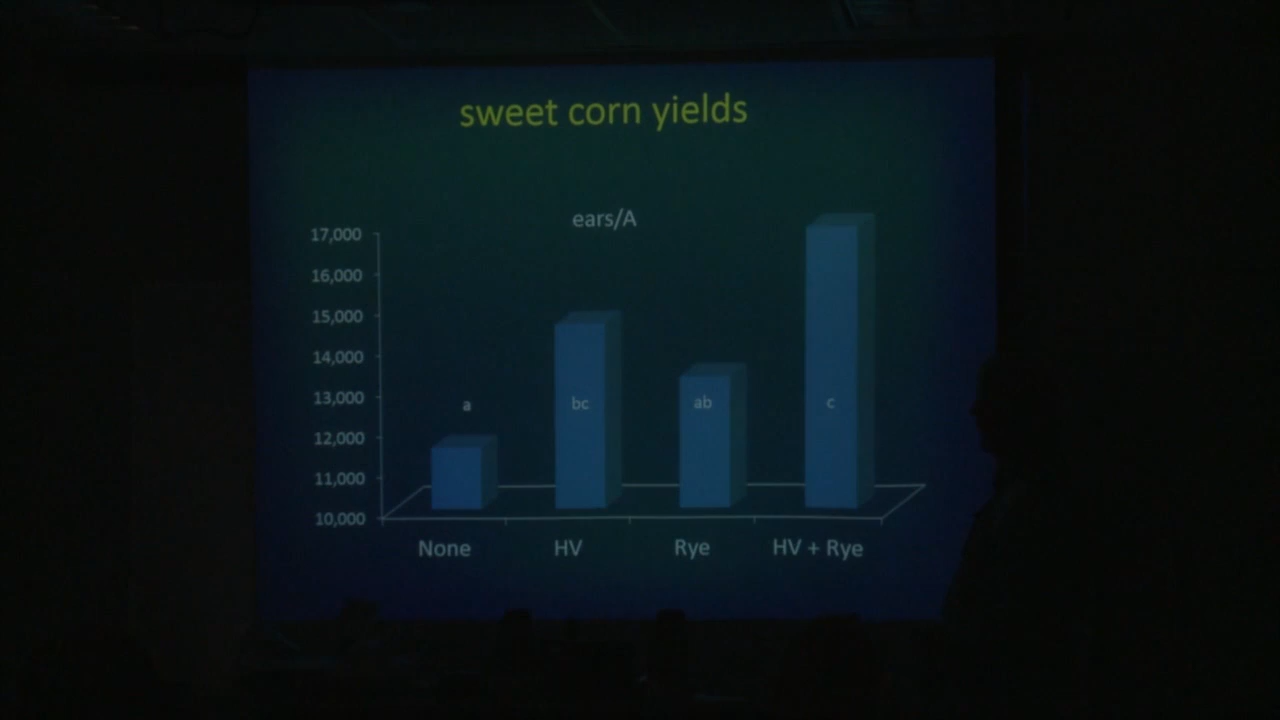 sweet corn yields
ears/A
17,000
16,000
15,000
14,000
13,000
12,000
11,000
10,000
a
bc
ab
c
None
HV
Rye
HV + Rye